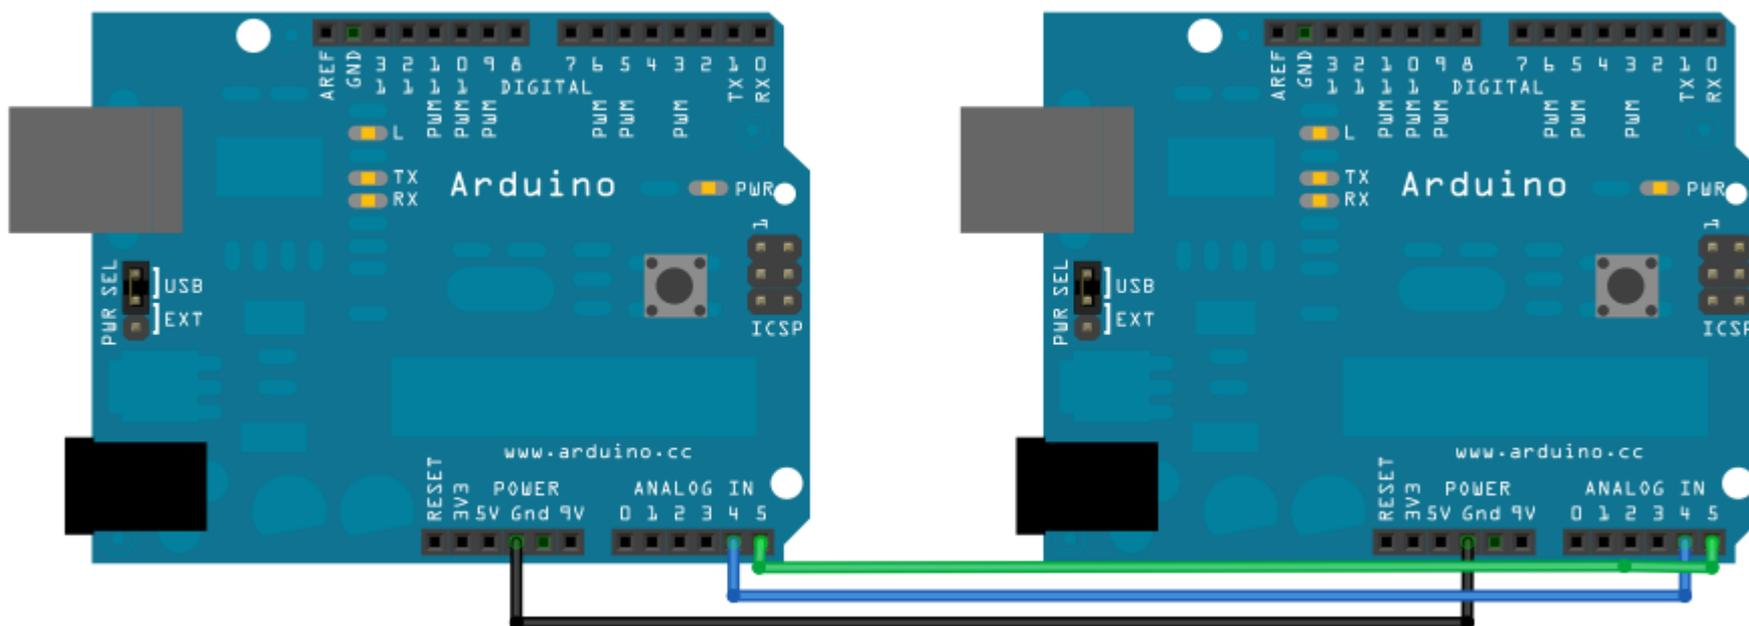 AREF GND 13 12 11 10 9 8 7 6 5 4 3 2 1 0
TX RX
DIGITAL
PWM PWM PWM PWM PWM PWM
L
TX
RX
Arduino
PWR
1
PWR SEL
USB
EXT
ICSP
www.arduino.cc
RESET 3V3
POWER
5V Gnd 9V
ANALOG IN
0 1 2 3 4 5
AREF GND 13 12 11 10 9 8 7 6 5 4 3 2 1 0
TX RX
DIGITAL
PWM PWM PWM PWM PWM PWM
L
TX
RX
Arduino
PWR
1
PWR SEL
USB
EXT
ICSP
www.arduino.cc
RESET 3V3
POWER
5V Gnd 9V
ANALOG IN
0 1 2 3 4 5